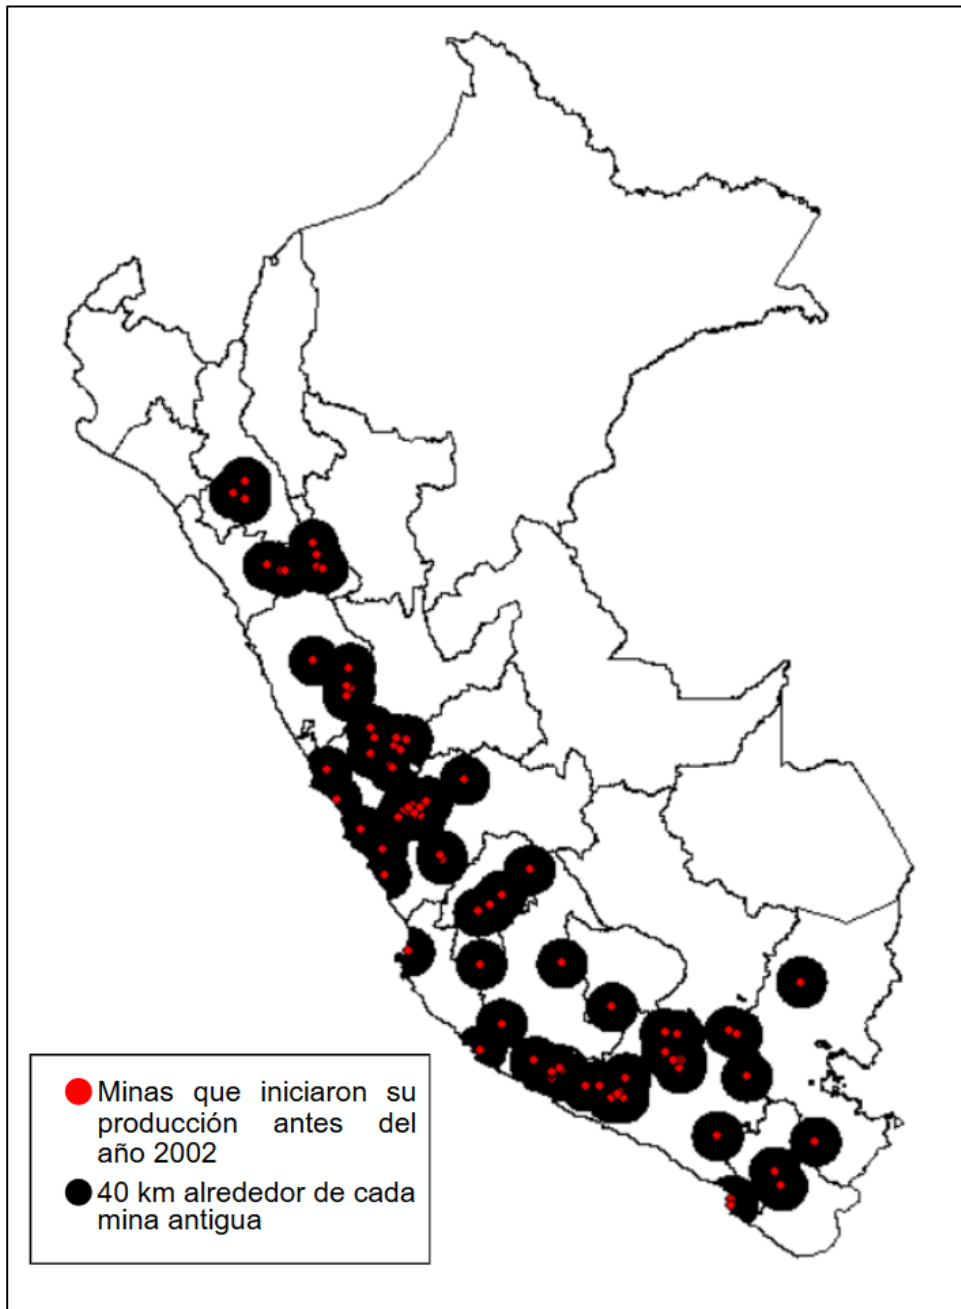 Minas que iniciaron su
producción antes del
año 2002
40 km alrededor de cada
mina antigua